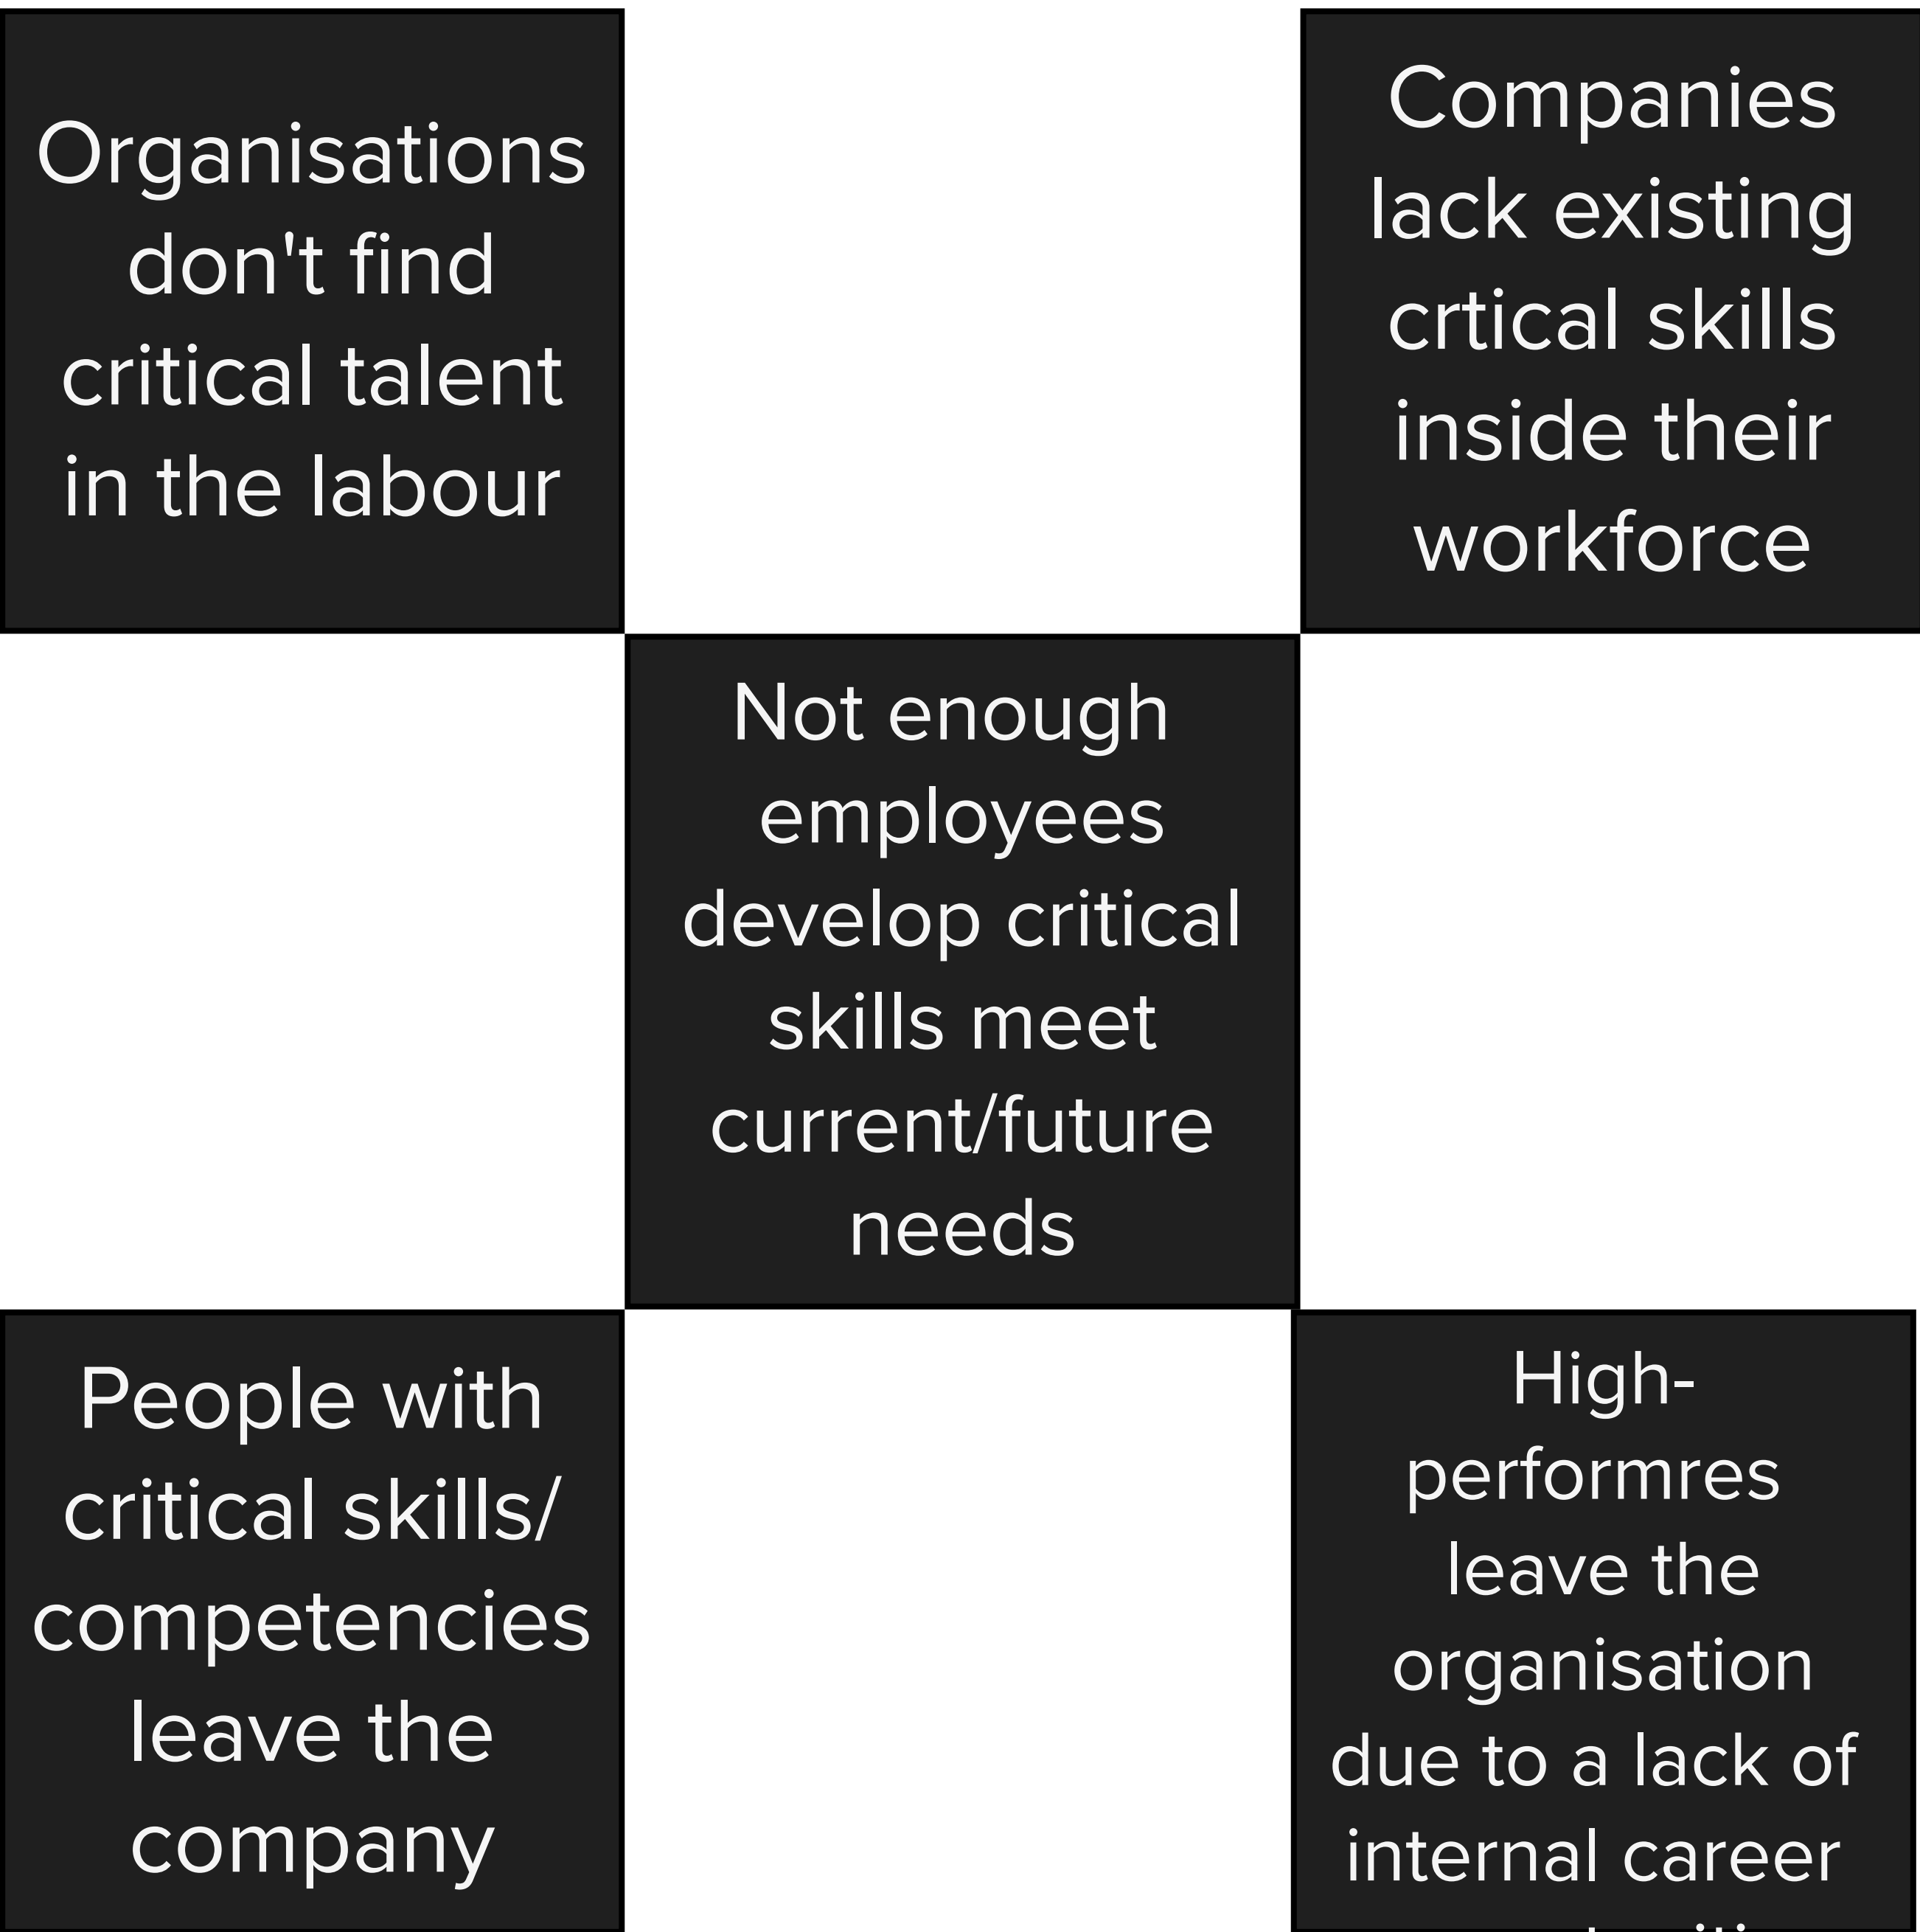 Organisations
don't find
critical talent
in the labour
Companies
lack existing
critical skills
inside their
workforce
Not enough
employees
develop critical
skills meet
current/future
needs
People with
critical skills/
competencies
leave the
company
High-
performres
leave the
organisation
due to a lack of
internal career